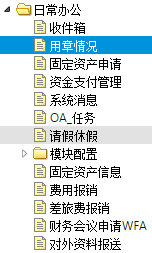 日常办公
收件箱
用章情况
固定资产申请
资金支付管理
系统消息
OA_任务
请假休假
模块配置
固定资产信息
费用报销
差旅费报销
财务会议申请WFA
对外资料报送